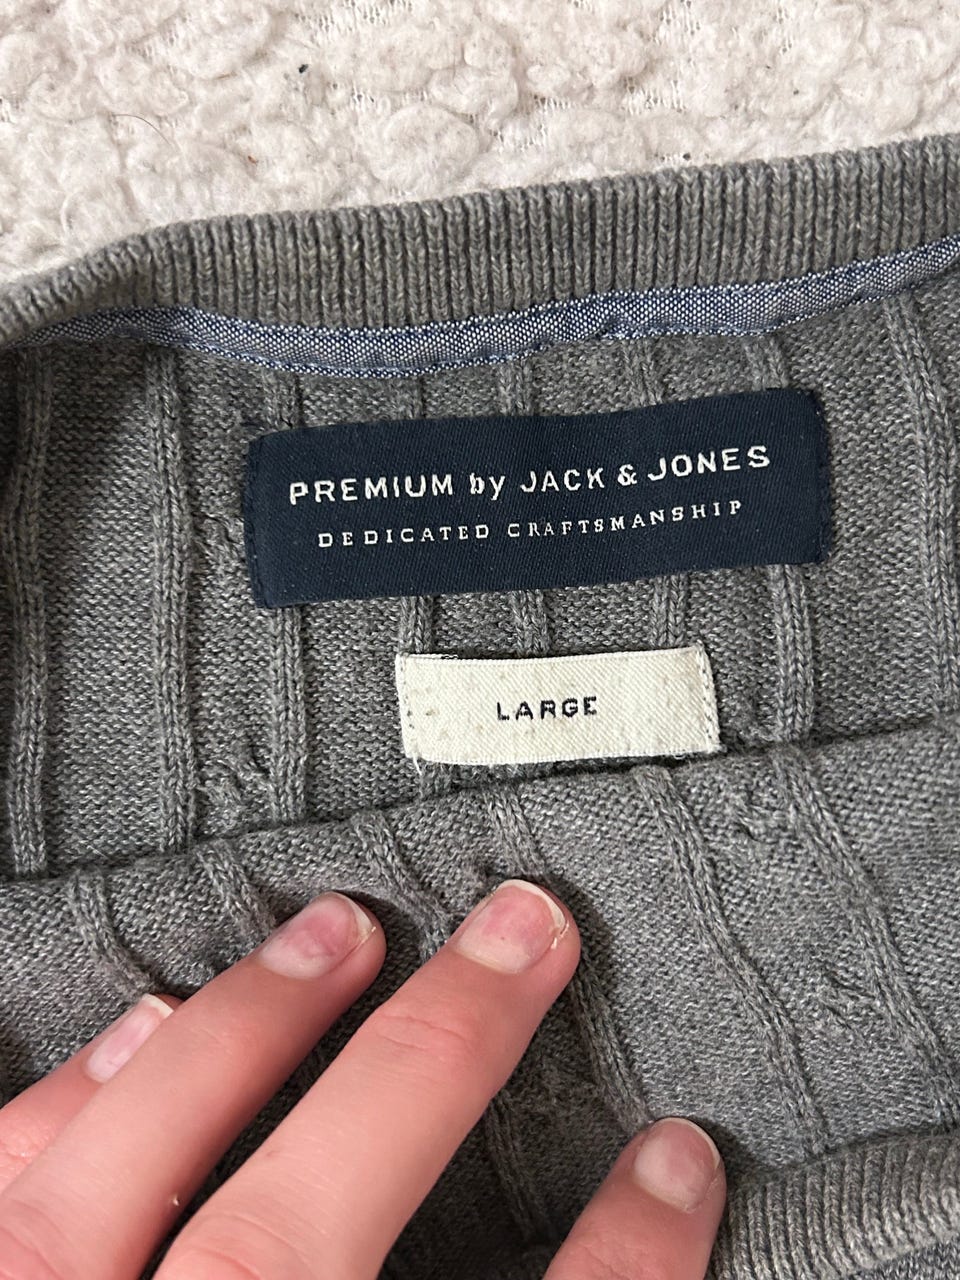 PREMIUM by JACK & JONES
DEDICATED CRAFTSMANSHIP
LARGE